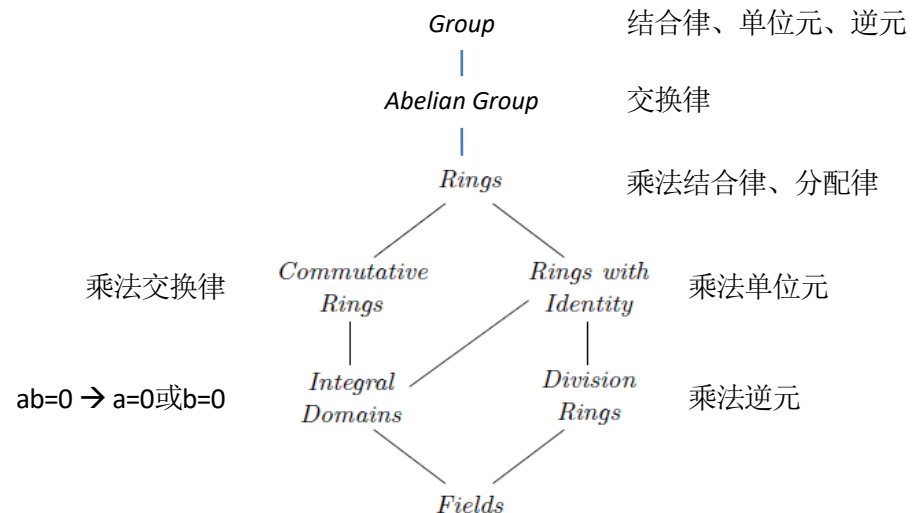 Group 结合律、单位元、逆元
Abelian Group 交换律
Rings 乘法结合律、分配律
乘法交换律 Commutative Rings Rings with Identity 乘法单位元
ab=0 → a=0或b=0 Integral Domains Division Rings 乘法逆元
Fields